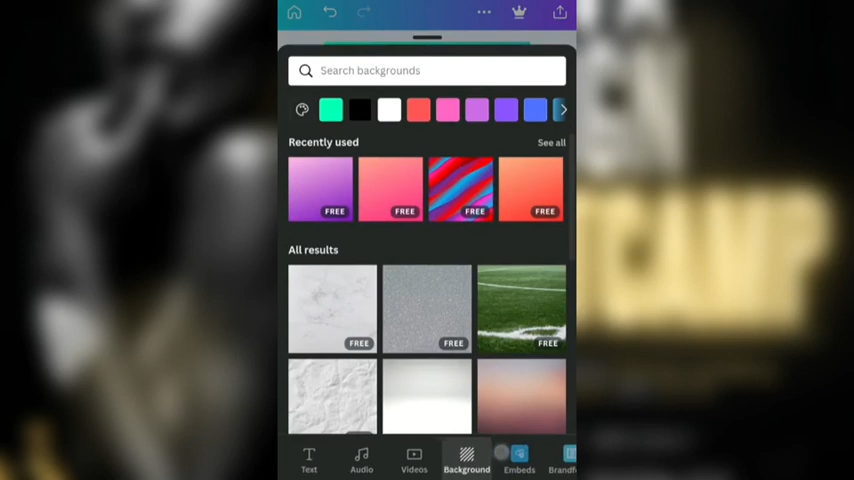 Search backgrounds
Recently used
See all
FREE
FREE
FREE
FREE
All results
FREE
FREE
FREE
Text
Audio
Videos
Background
Embeds
Brandf